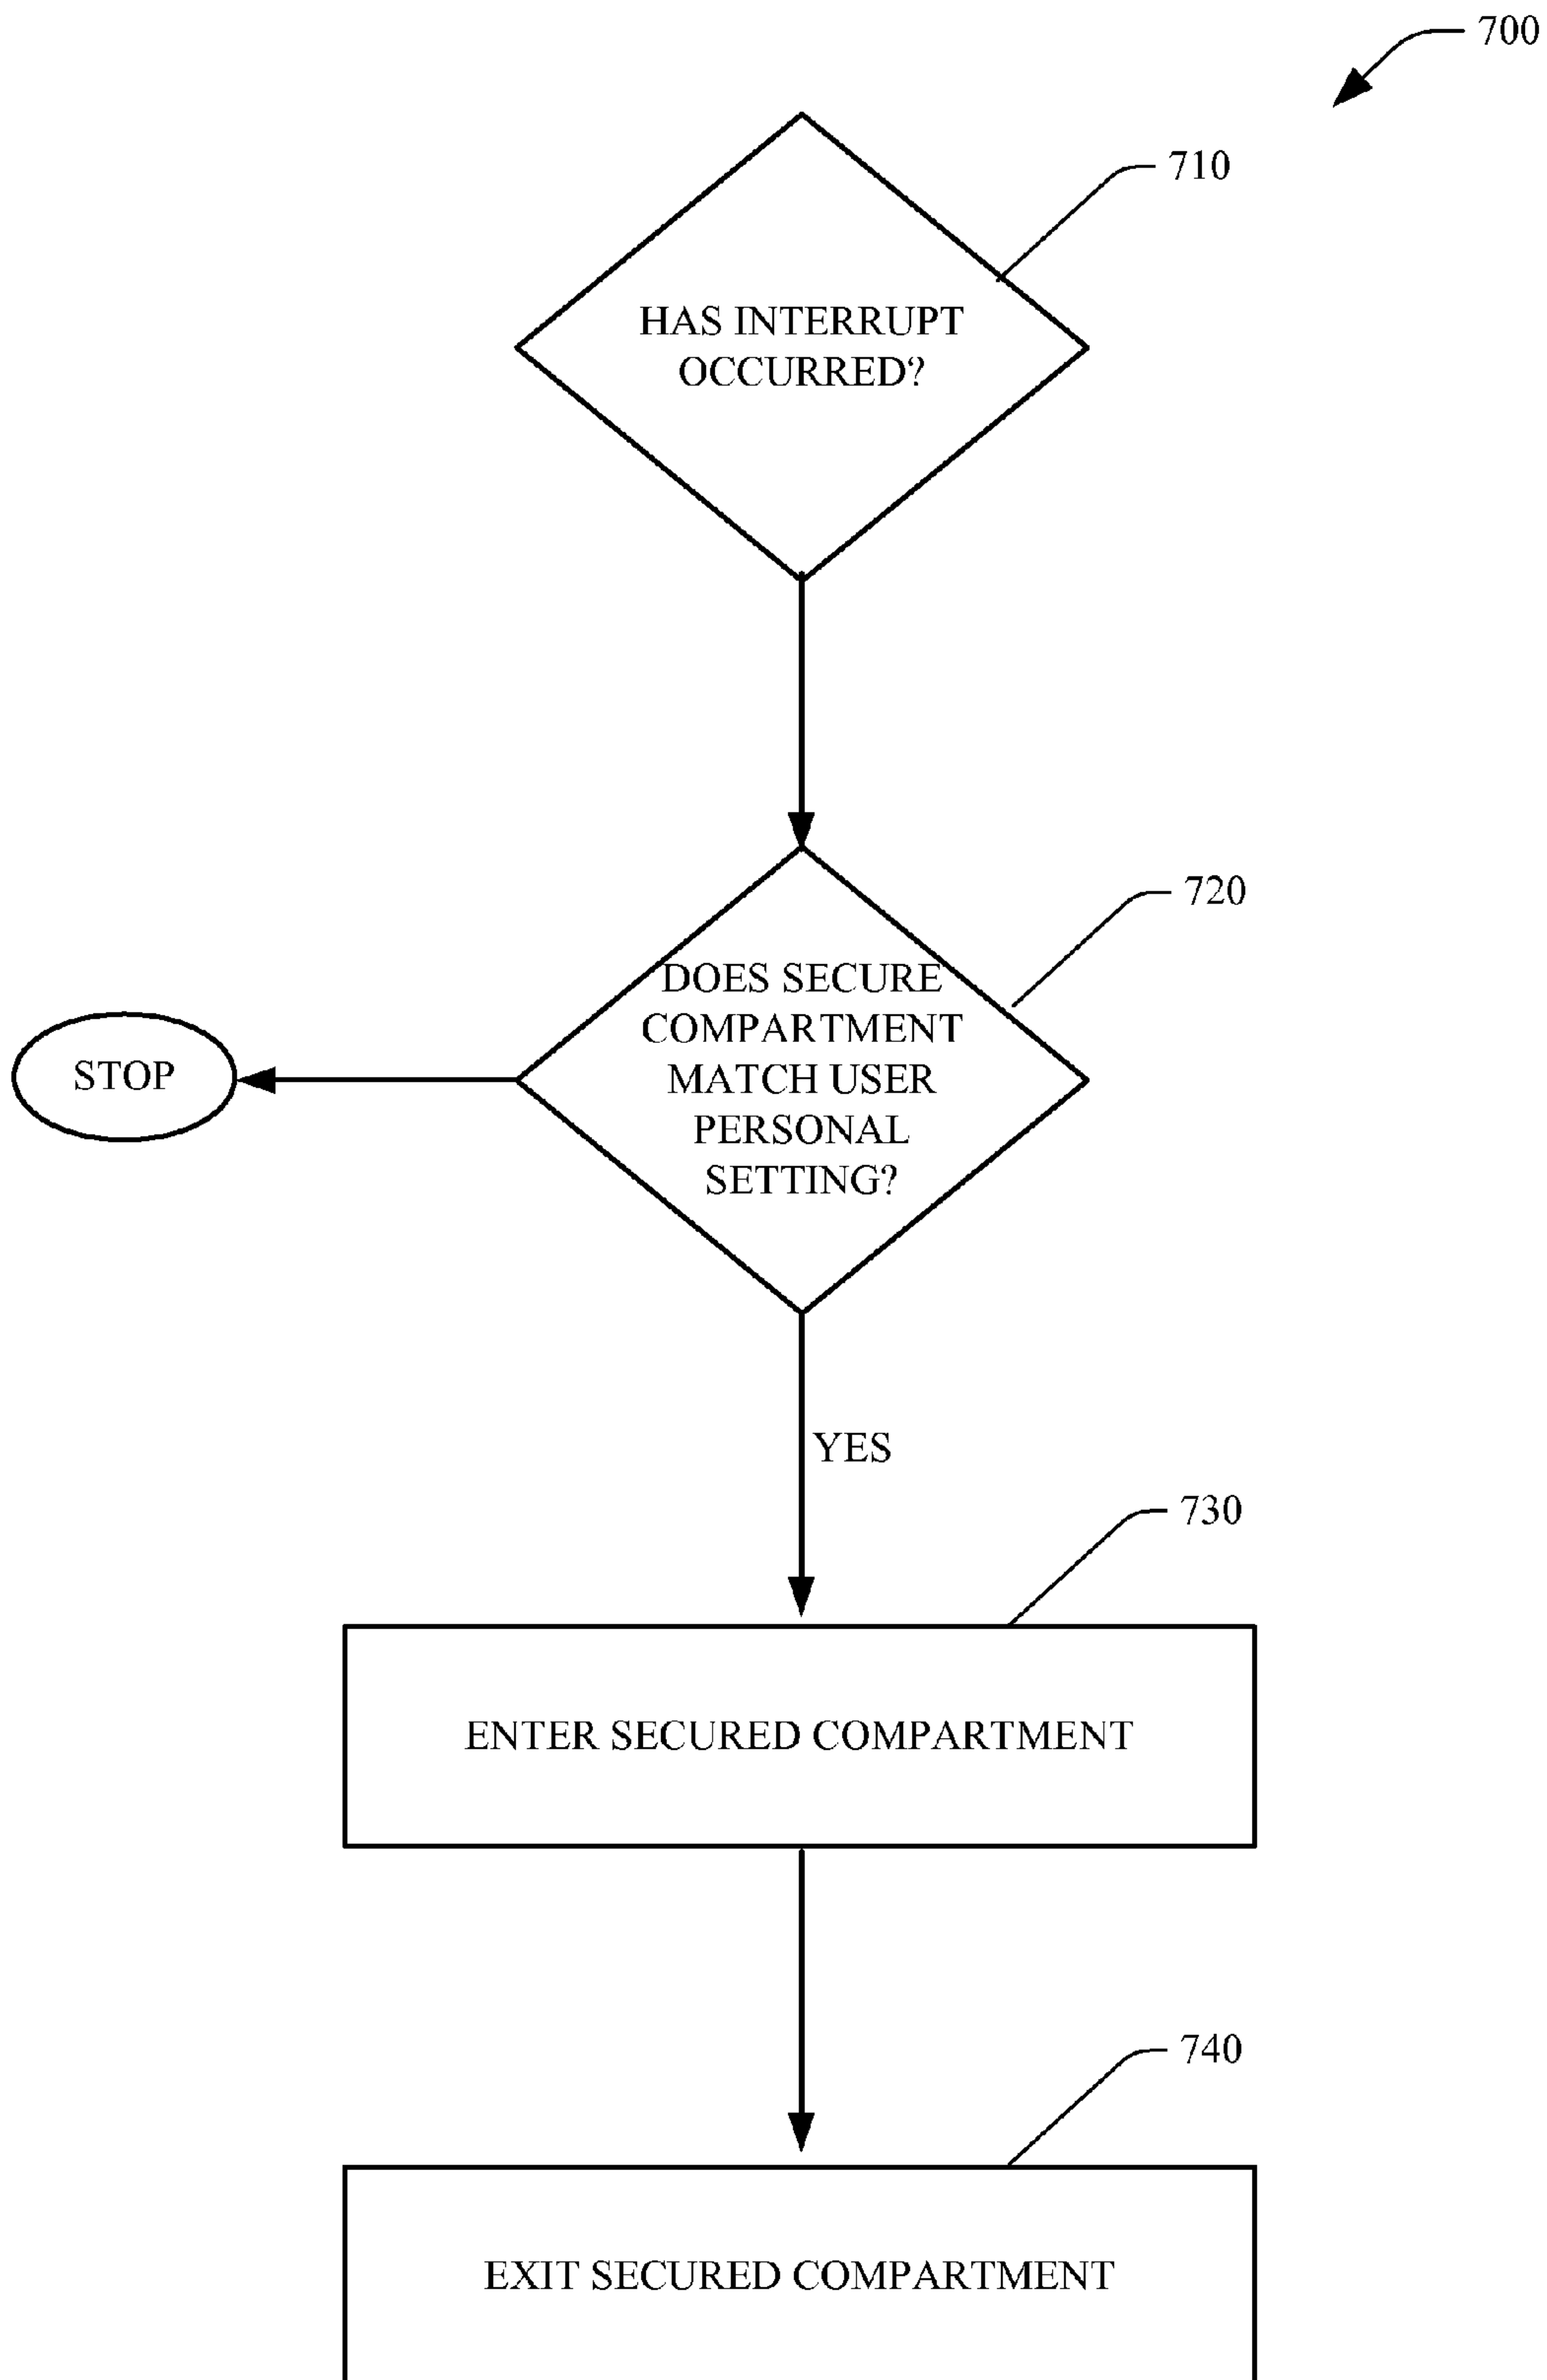 700
710
HAS INTERRUPT
OCCURRED?
720
DOES SECURE
COMPARTMENT
MATCH USER
PERSONAL
SETTING?
STOP
YES
730
ENTER SECURED COMPARTMENT
740
EXIT SECURED COMPARTMENT